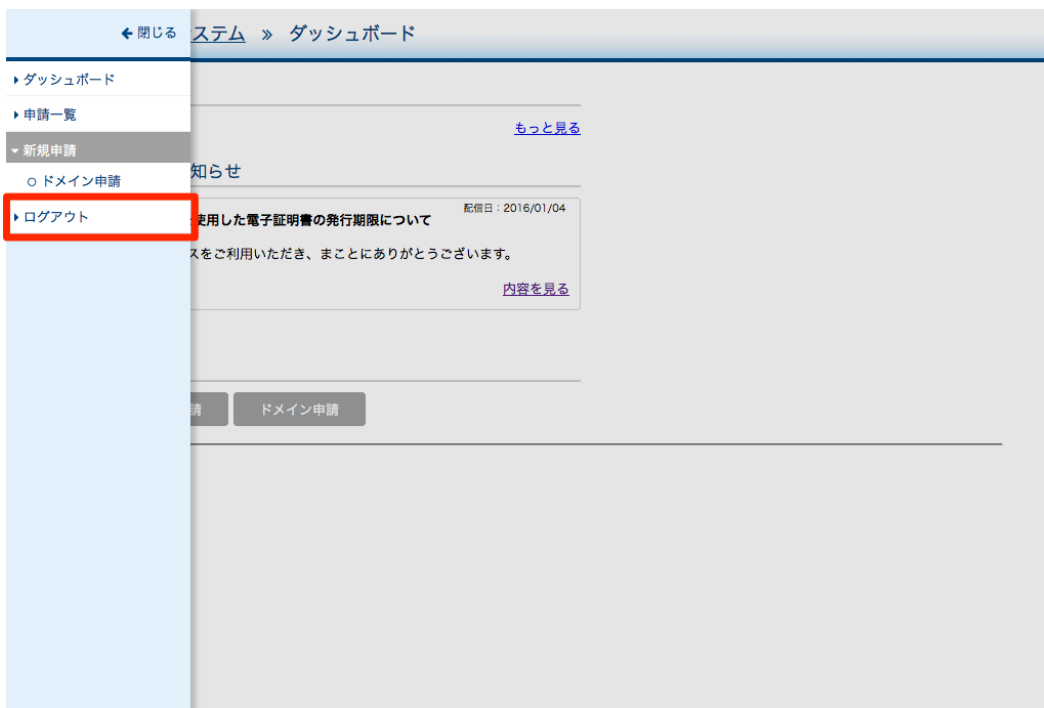 閉じる
ステム » ダッシュボード
ダッシュボード
申請一覧
もっと見る
新規申請
知らせ
ドメイン申請
ログアウト
配信日：2016/01/04
使用した電子証明書の発行期限について
スをご利用いただき、まことにありがとうございます。
内容を見る
請
ドメイン申請